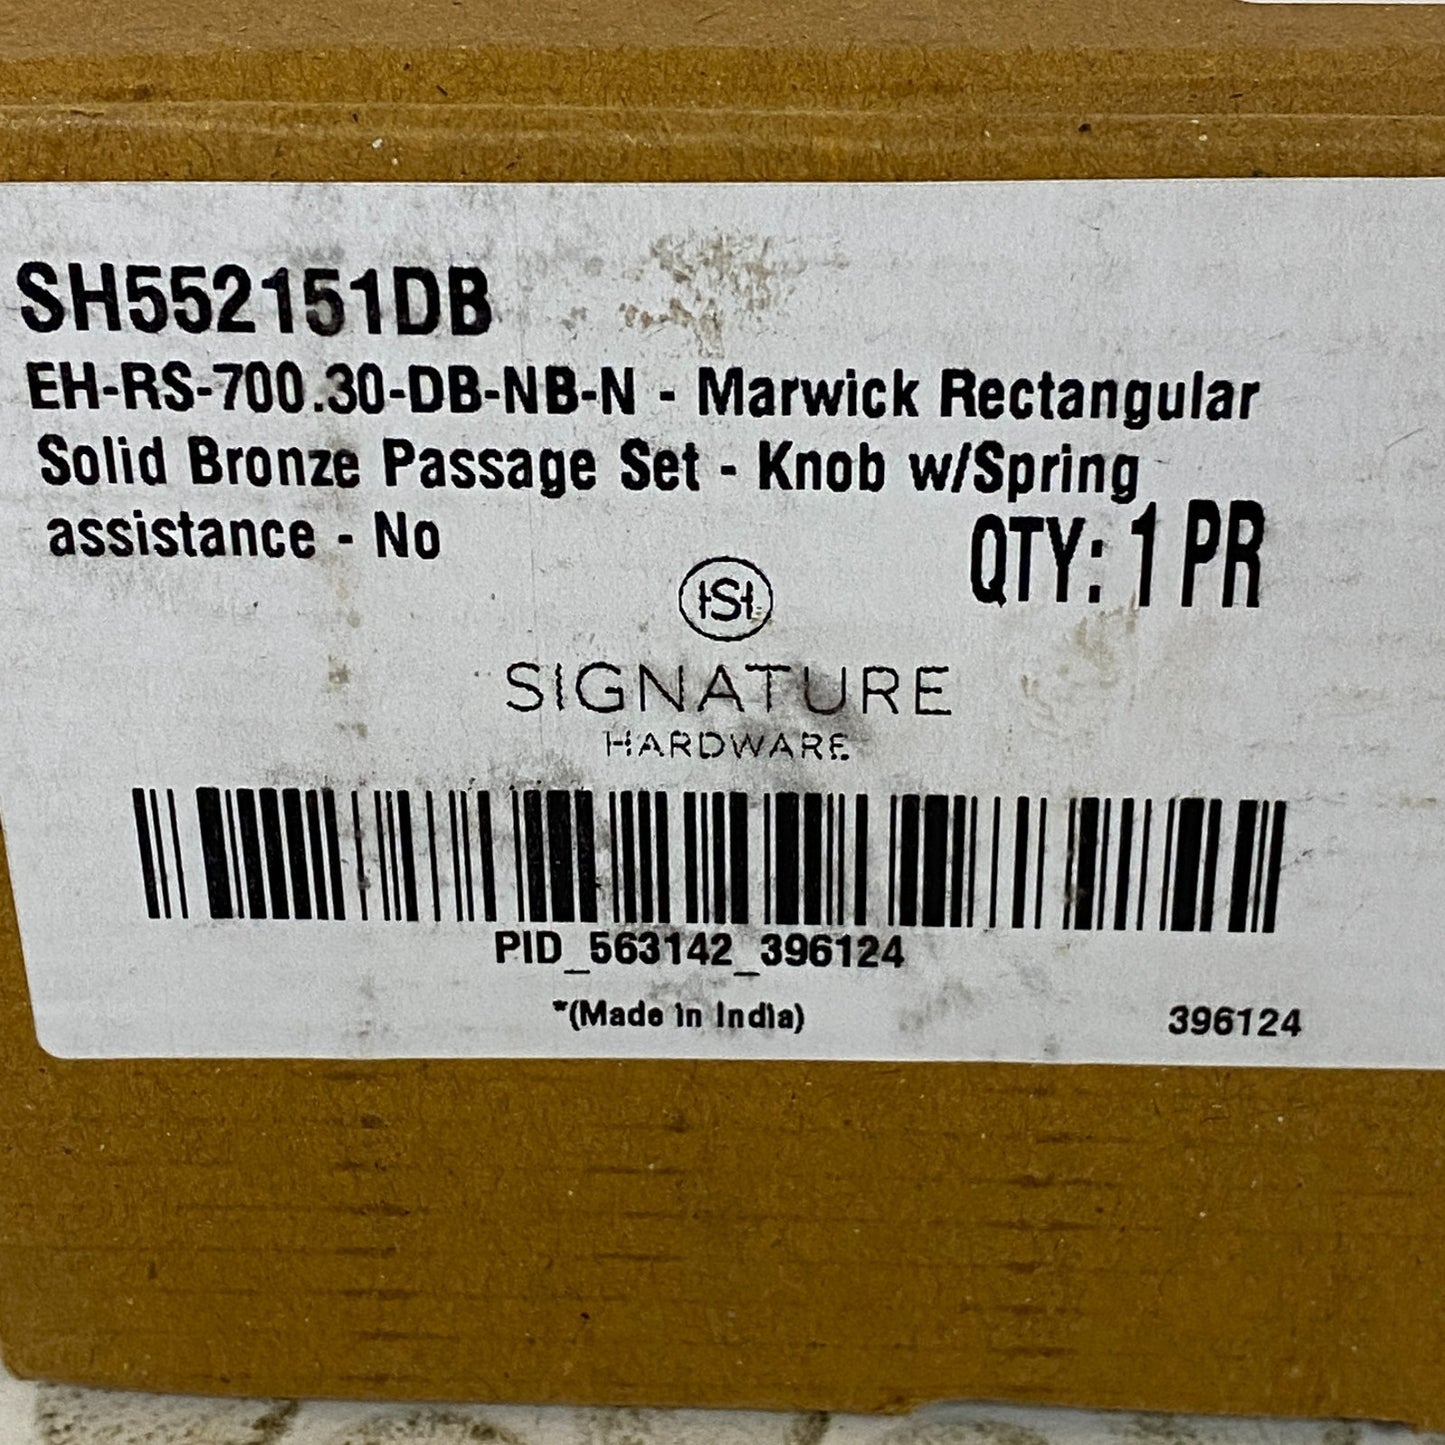 SH552151DB
EH-RS-700.30-DB-NB-N - Marwick Rectangular
Solid Bronze Passage Set - Knob w/Spring
assistance - No
QTY: 1 PR
HS
SIGNATURE
HARDWARE
PID_563142_396124
*(Made in India)
396124